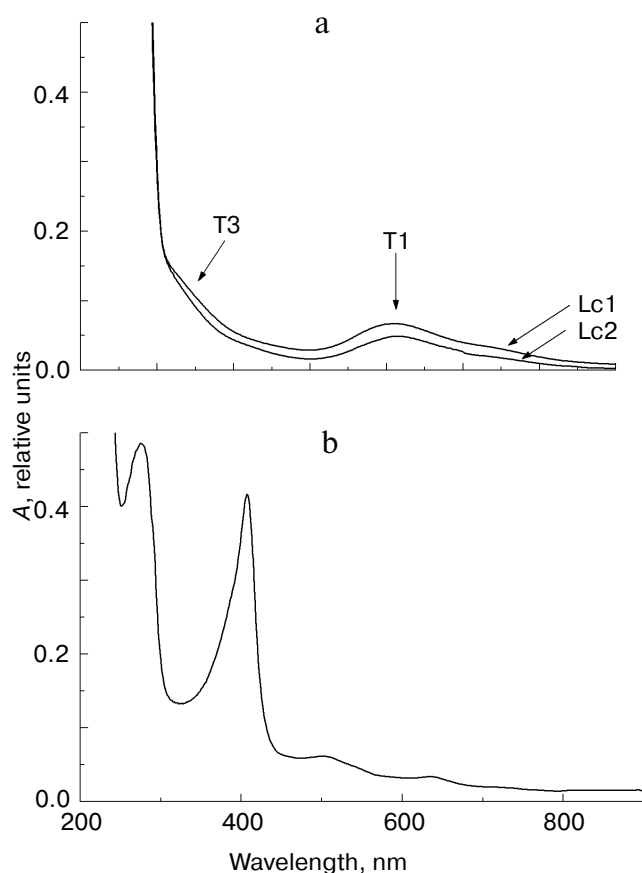 a
0.4
T3
T1
0.2
Lc1
Lc2
0.0
A, relative units
b
0.4
0.2
0.0
200 400 600 800
Wavelength, nm